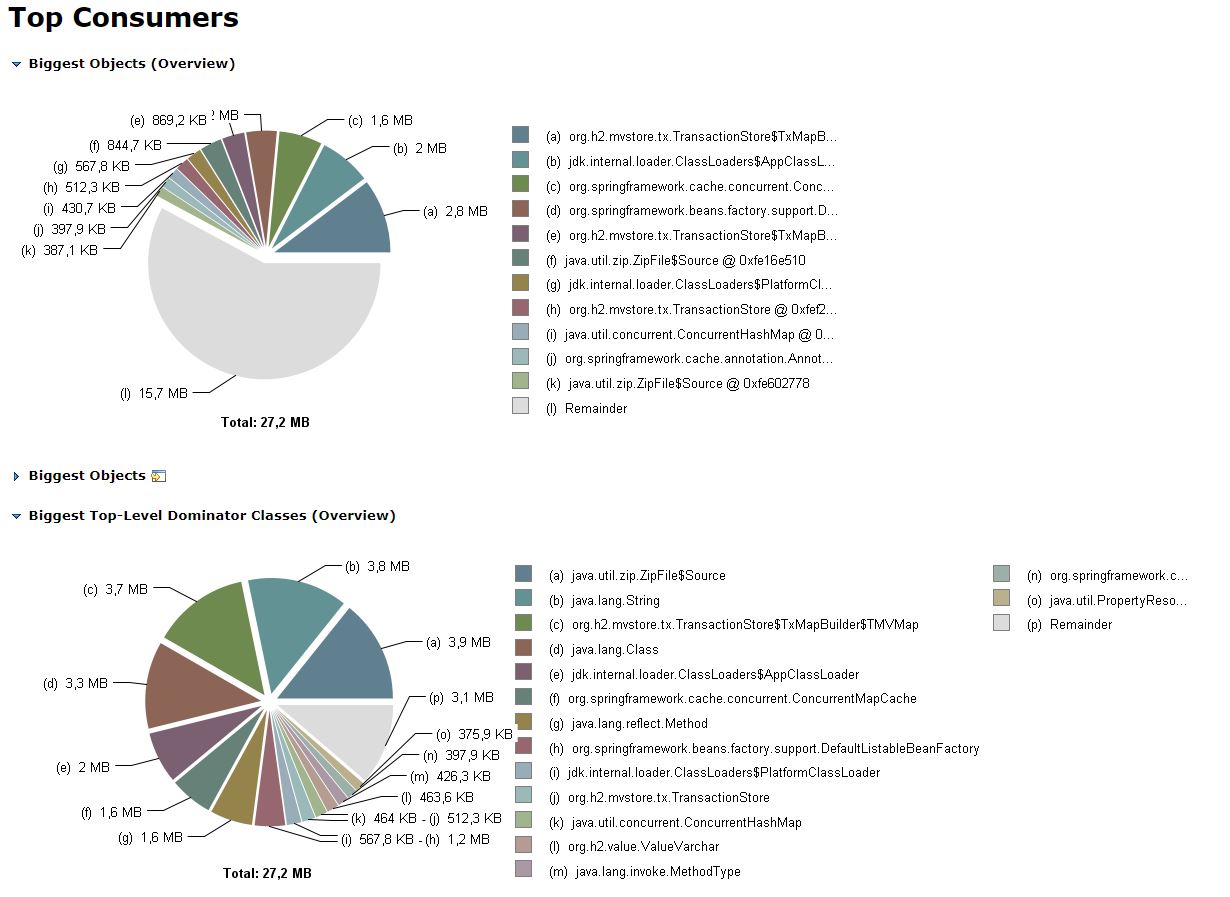 Top Consumers
Biggest Objects (Overview)
(e) 869,2 KB
MB
(c) 1,6 MB
(f) 844,7 KB
(b) 2 MB
(g) 567,8 KB
(h) 512,3 KB
(i) 430,7 KB
(a) 2,8 MB
(j) 397,9 KB
(k) 387,1 KB
(l) 15,7 MB
Total: 27,2 MB
(a) org.h2.mvstore.tx.TransactionStore$TxMapB...
(b) jdk.internal.loader.ClassLoaders$AppClassL...
(c) org.springframework.cache.concurrent.Conc...
(d) org.springframework.beans.factory.support.D...
(e) org.h2.mvstore.tx.TransactionStore$TxMapB...
(f) java.util.zip.ZipFile$Source @ 0xfe16e510
(g) jdk.internal.loader.ClassLoaders$PlatformCl...
(h) org.h2.mvstore.tx.TransactionStore @ 0xfef2...
(i) java.util.concurrent.ConcurrentHashMap @ 0...
(j) org.springframework.cache.annotation.Annot...
(k) java.util.zip.ZipFile$Source @ 0xfe602778
(l) Remainder
Biggest Objects
Biggest Top-Level Dominator Classes (Overview)
(b) 3,8 MB
(c) 3,7 MB
(a) 3,9 MB
(d) 3,3 MB
(p) 3,1 MB
(o) 375,9 KB
(n) 397,9 KB
(e) 2 MB
(m) 426,3 KB
(l) 463,6 KB
(f) 1,6 MB
(k) 464 KB - (j) 512,3 KB
(g) 1,6 MB
(i) 567,8 KB - (h) 1,2 MB
Total: 27,2 MB
(a) java.util.zip.ZipFile$Source
(b) java.lang.String
(c) org.h2.mvstore.tx.TransactionStore$TxMapBuilder$TMVMap
(d) java.lang.Class
(e) jdk.internal.loader.ClassLoaders$AppClassLoader
(f) org.springframework.cache.concurrent.ConcurrentMapCache
(g) java.lang.reflect.Method
(h) org.springframework.beans.factory.support.DefaultListableBeanFactory
(i) jdk.internal.loader.ClassLoaders$PlatformClassLoader
(j) org.h2.mvstore.tx.TransactionStore
(k) java.util.concurrent.ConcurrentHashMap
(l) org.h2.value.ValueVarchar
(m) java.lang.invoke.MethodType
(n) org.springframework.c...
(o) java.util.PropertyReso...
(p) Remainder